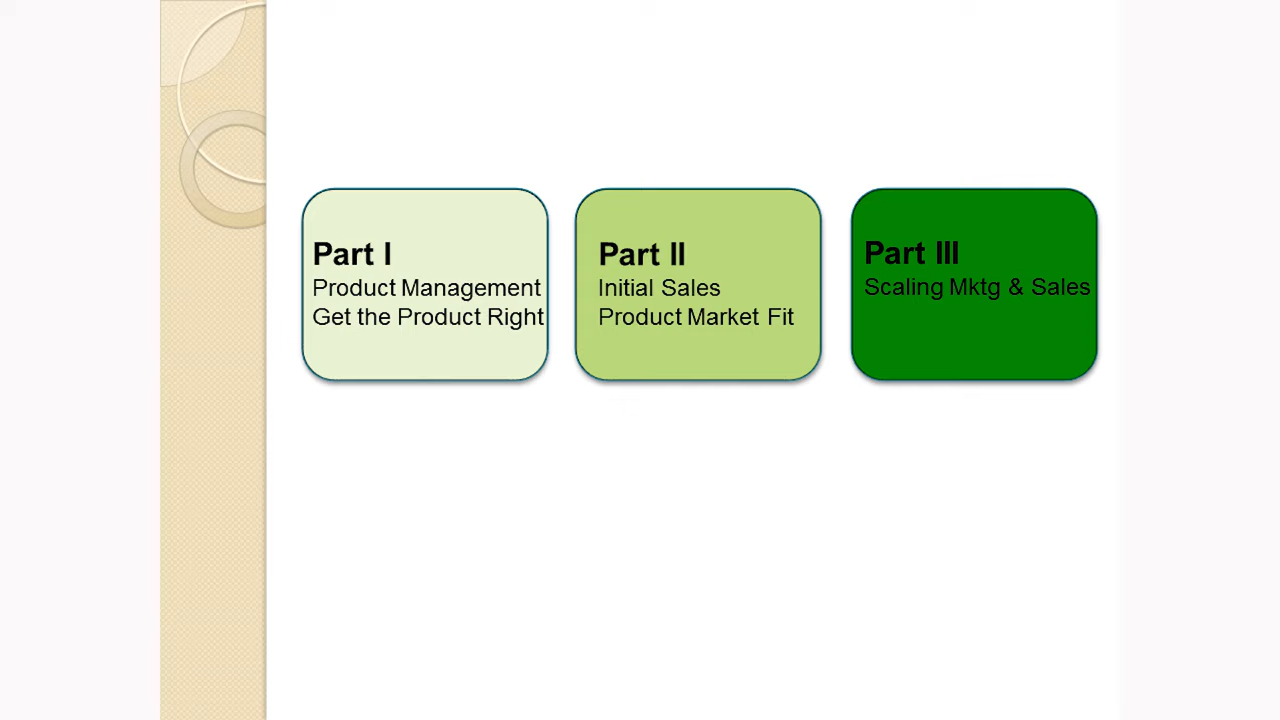 Part I
Product Management
Get the Product Right
Part II
Initial Sales
Product Market Fit
Part III
Scaling Mktg & Sales